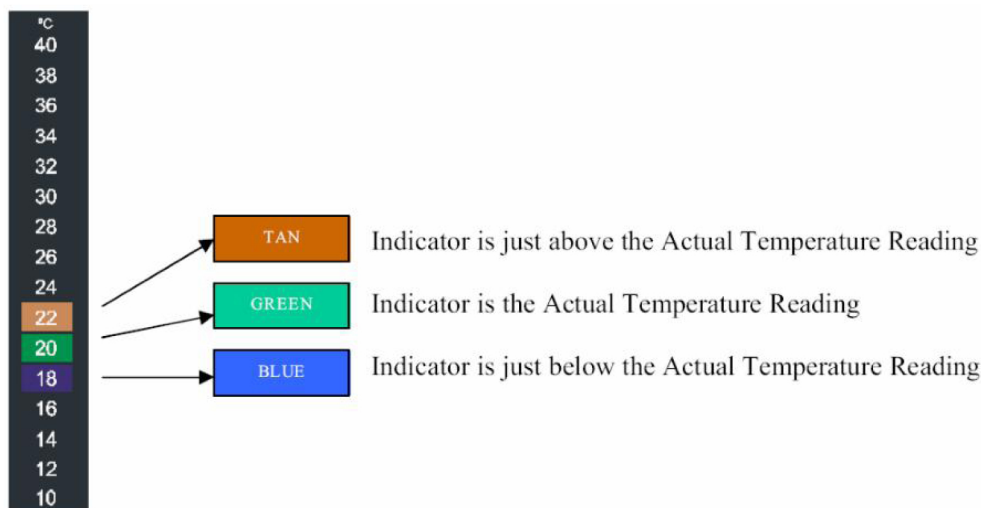 °C
40
38
36
34
32
30
28
26
24
22
20
18
16
14
12
10
TAN
Indicator is just above the Actual Temperature Reading
GREEN
Indicator is the Actual Temperature Reading
BLUE
Indicator is just below the Actual Temperature Reading